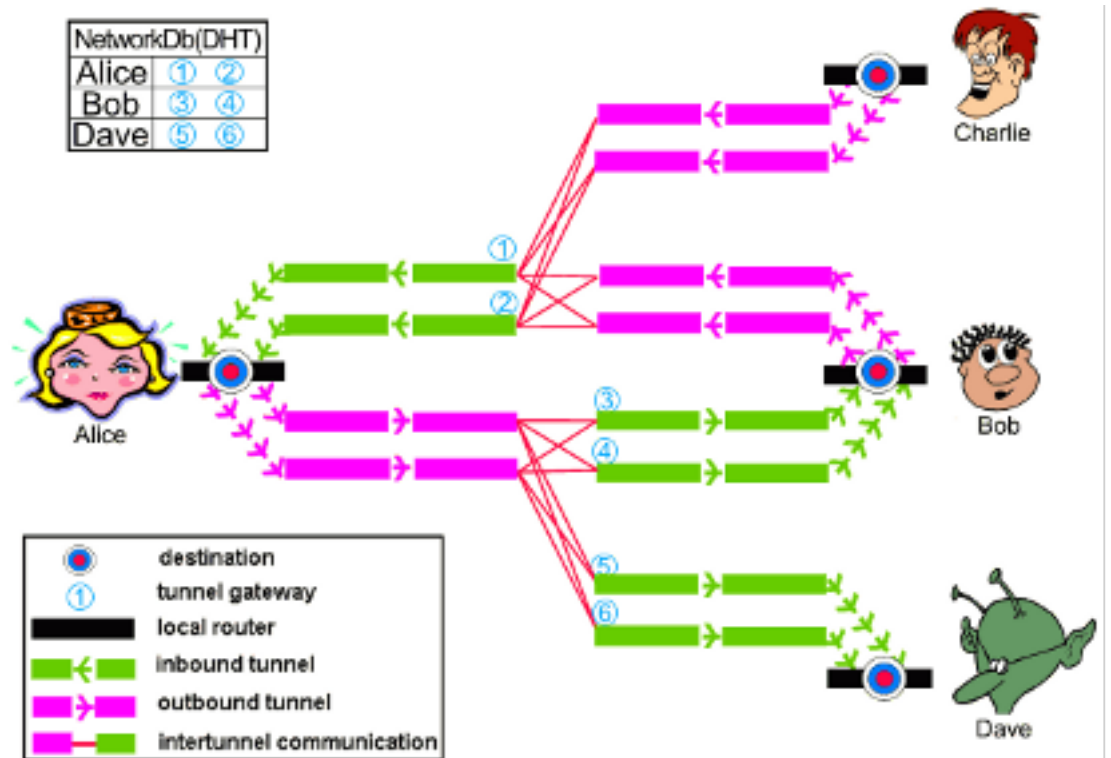 NetworkDb(DHT)
Alice ① ②
Bob ③ ④
Dave ⑤ ⑥
Charlie
①
②
Alice
③
④
Bob
⑤
⑥
Dave
destination
① tunnel gateway
local router
inbound tunnel
outbound tunnel
intertunnel communication